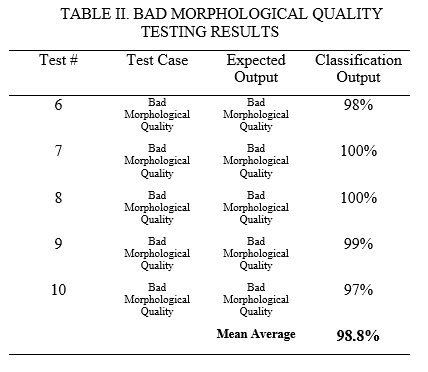 TABLE II. BAD MORPHOLOGICAL QUALITY
TESTING RESULTS
Test # Test Case Expected Output Classification Output
6 Bad Morphological Quality Bad Morphological Quality 98%
7 Bad Morphological Quality Bad Morphological Quality 100%
8 Bad Morphological Quality Bad Morphological Quality 100%
9 Bad Morphological Quality Bad Morphological Quality 99%
10 Bad Morphological Quality Bad Morphological Quality 97%
Mean Average 98.8%